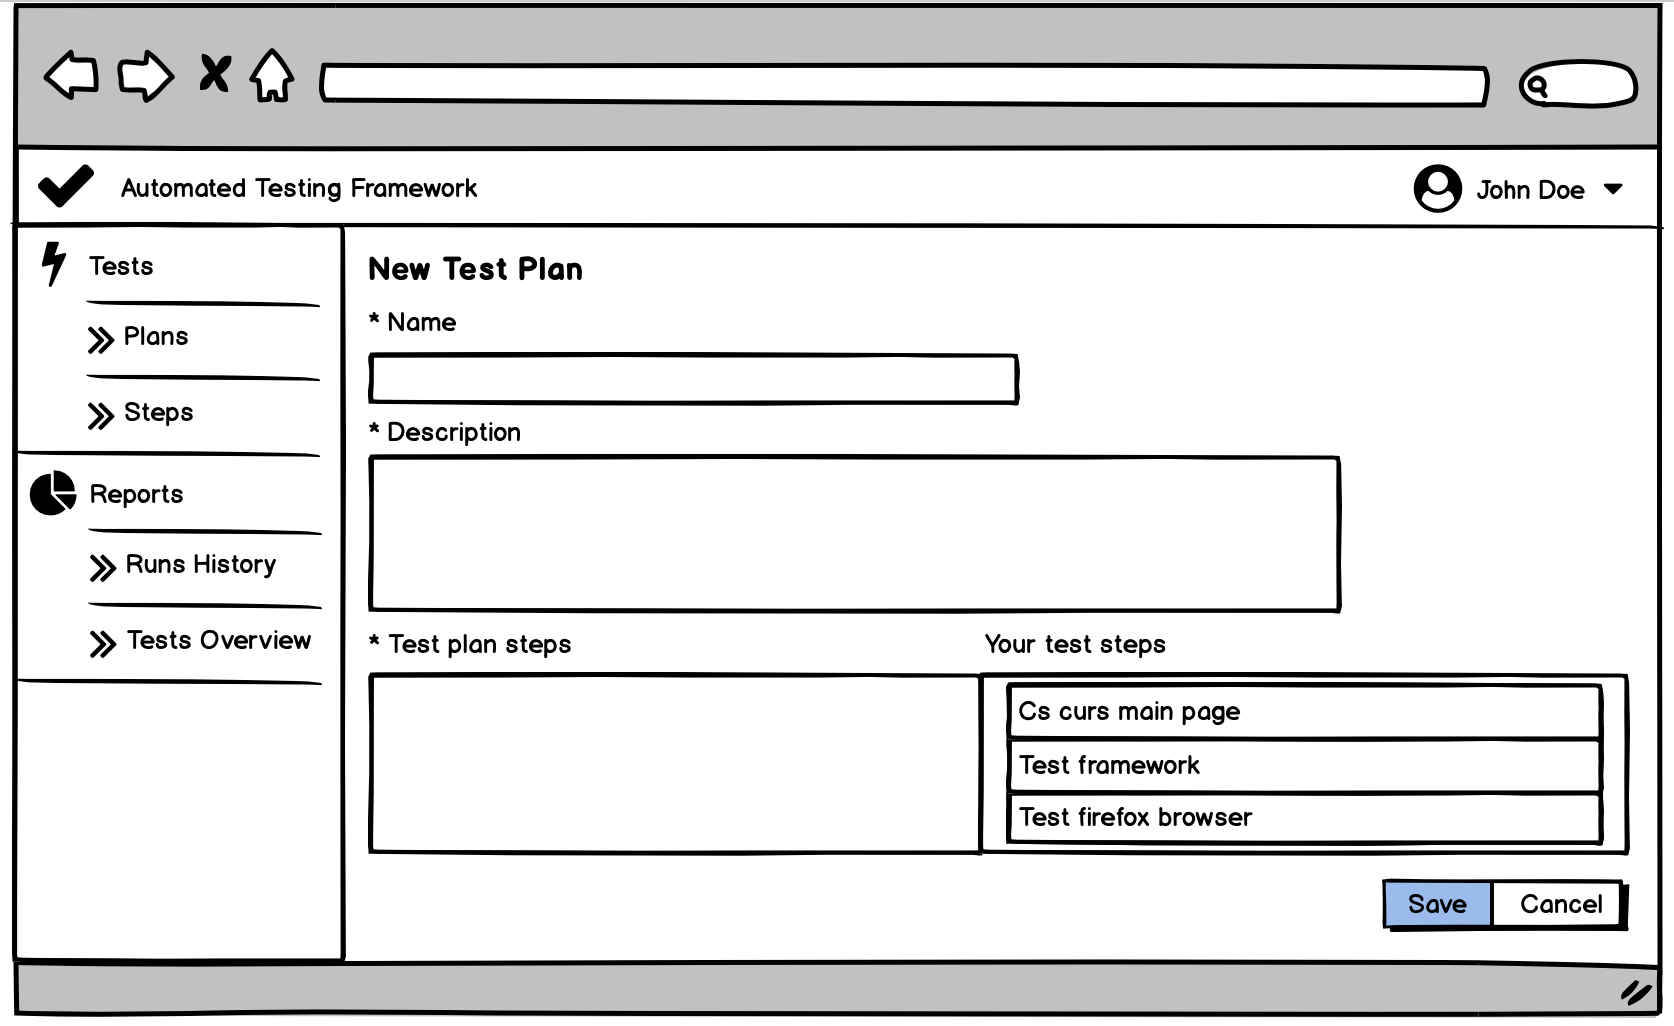 Automated Testing Framework
John Doe
Tests
Plans
Steps
Reports
Runs History
Tests Overview
New Test Plan
* Name
* Description
* Test plan steps
Your test steps
Cs curs main page
Test framework
Test firefox browser
Save
Cancel